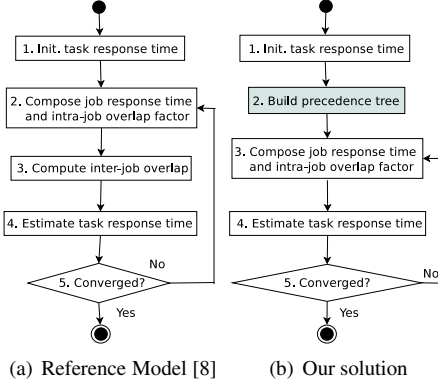 1. Init. task response time
2. Compose job response time
and intra-job overlap factor
3. Compute inter-job overlap
4. Estimate task response time
No
5. Converged?
Yes
(a) Reference Model [8]
1. Init. task response time
2. Build precedence tree
3. Compose job response time
and intra-job overlap factor
4. Estimate task response time
No
5. Converged?
Yes
(b) Our solution